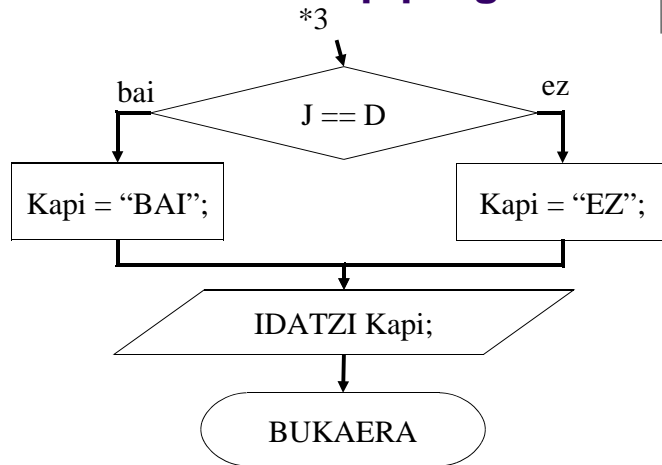 *3
bai
ez
J == D
Kapi = “BAI”;
Kapi = “EZ”;
IDATZI Kapi;
BUKAERA